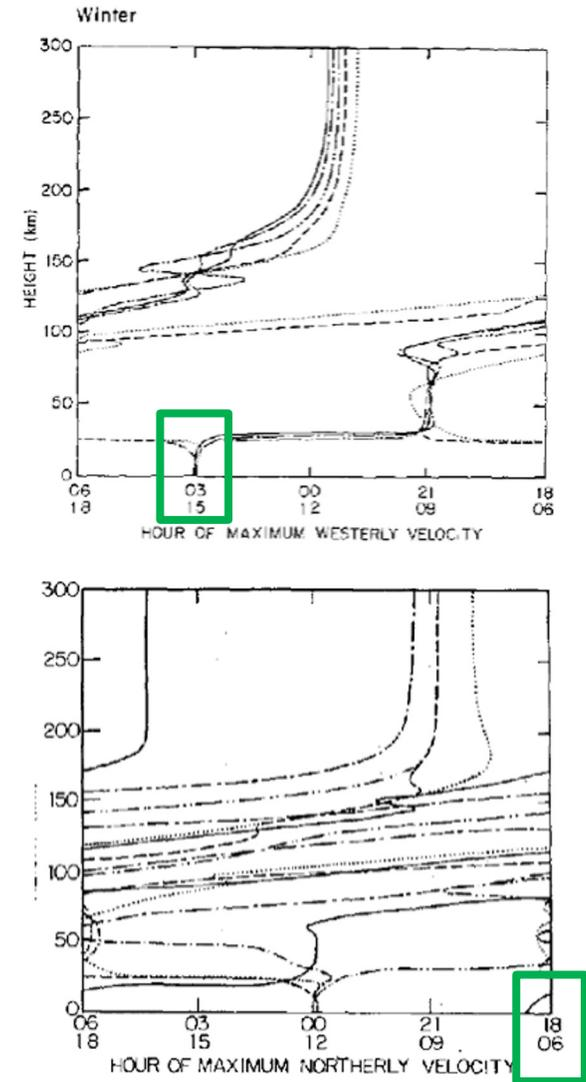 Winter
300
250
200
HEIGHT (km)
150
100
50
0
06 03 00 21 18
18 15 12 09 06
HOUR OF MAXIMUM WESTERLY VELOCITY
300
250
200
150
100
50
0
06 03 00 21 18
18 15 12 09 06
HOUR OF MAXIMUM NORTHERLY VELOCITY